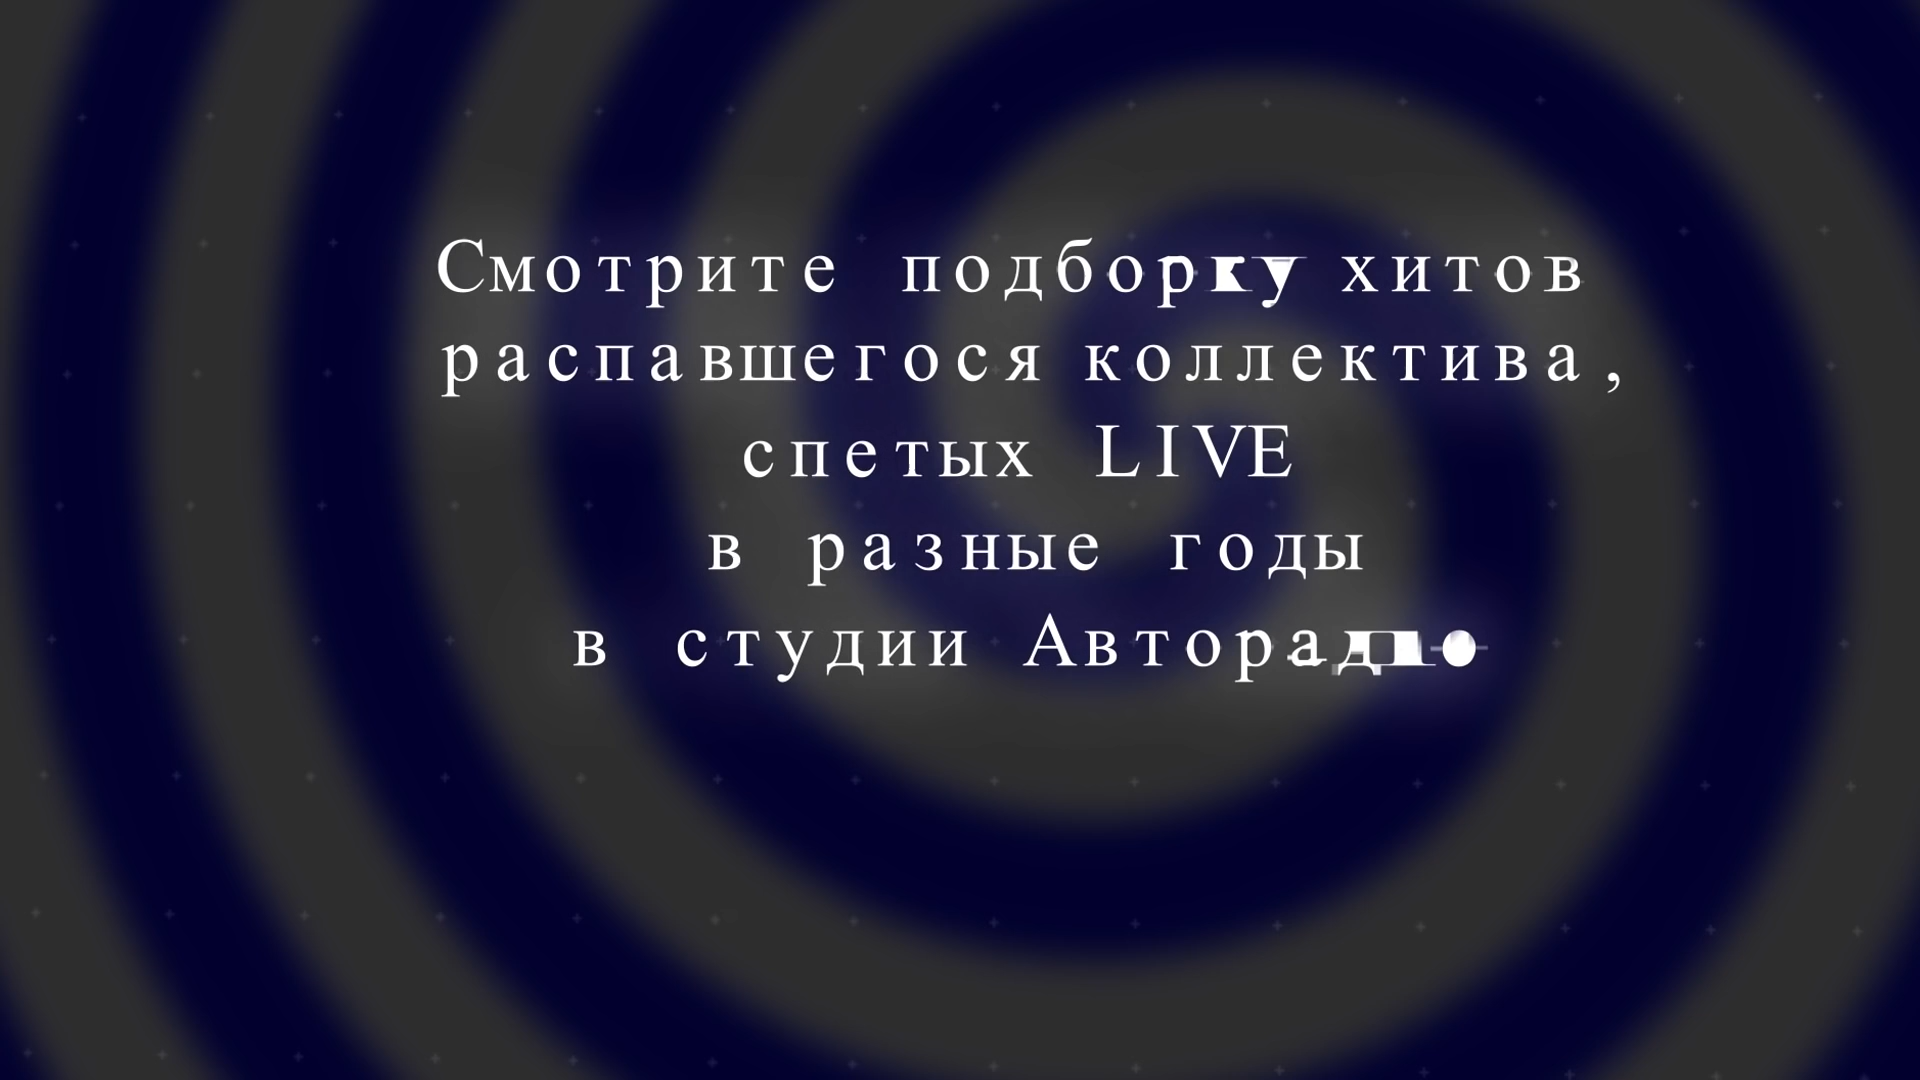 Смотрите подборку хитов
распавшегося коллектива,
спетых LIVE
в разные годы
в студии Авторадио